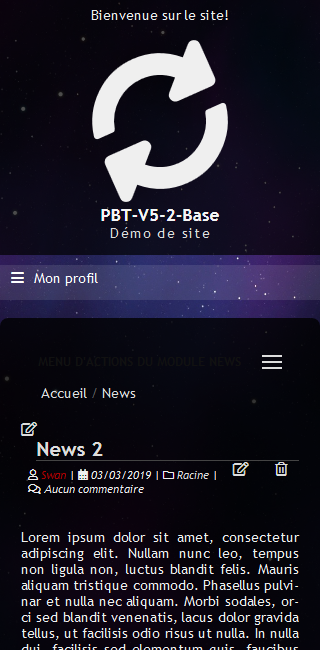 Bienvenue sur le site!
PBT-V5-2-Base
Démo de site
Mon profil
MENU D'ACTIONS DU MODULE NEWS
Accueil / News
News 2
Swan | 03/03/2019 | Racine |
Aucun commentaire
Lorem ipsum dolor sit amet, consectetur
adipiscing elit. Nullam nunc leo, tempus
non ligula non, luctus blandit felis. Mauris
aliquam tristique commodo. Phasellus pulvi-
nar et nulla nec aliquam. Morbi sodales, or-
ci sed blandit venenatis, lacus dolor gravida
tellus, ut facilisis odio risus ut nulla. In nulla
dui, facilisis sed elementum quis, faucibus